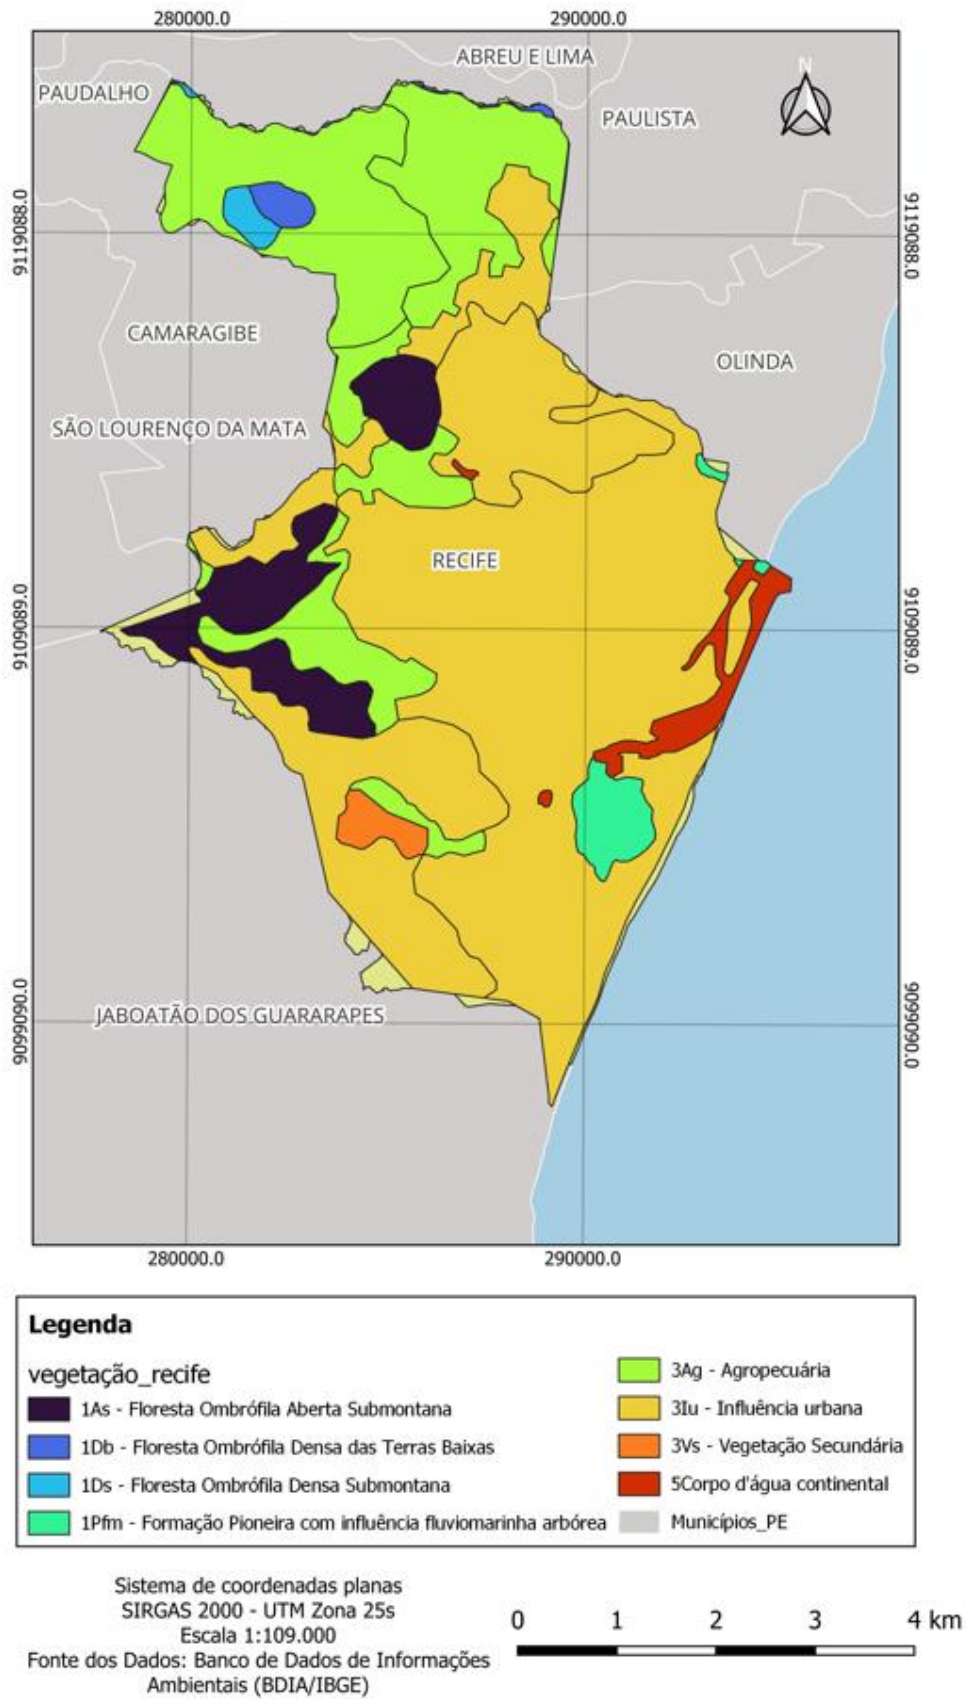 280000.0
290000.0
ABREU E LIMA
PAUDALHO
N
PAULISTA
9119088.0
9119088.0
CAMARAGIBE
OLINDA
SÃO LOURENÇO DA MATA
RECIFE
9109089.0
9109089.0
JABOATÃO DOS GUARARAPES
9099090.0
9099090.0
280000.0
290000.0
Legenda
vegetação_recife
1As - Floresta Ombrófila Aberta Submontana
1Db - Floresta Ombrófila Densa das Terras Baixas
1Ds - Floresta Ombrófila Densa Submontana
1Pfm - Formação Pioneira com influência fluviomarinha arbórea
3Ag - Agropecuária
3Iu - Influência urbana
3Vs - Vegetação Secundária
5Corpo d'água continental
Municípios_PE
Sistema de coordenadas planas
SIRGAS 2000 - UTM Zona 25s
Escala 1:109.000
Fonte dos Dados: Banco de Dados de Informações
Ambientais (BDIA/IBGE)
0 1 2 3 4 km